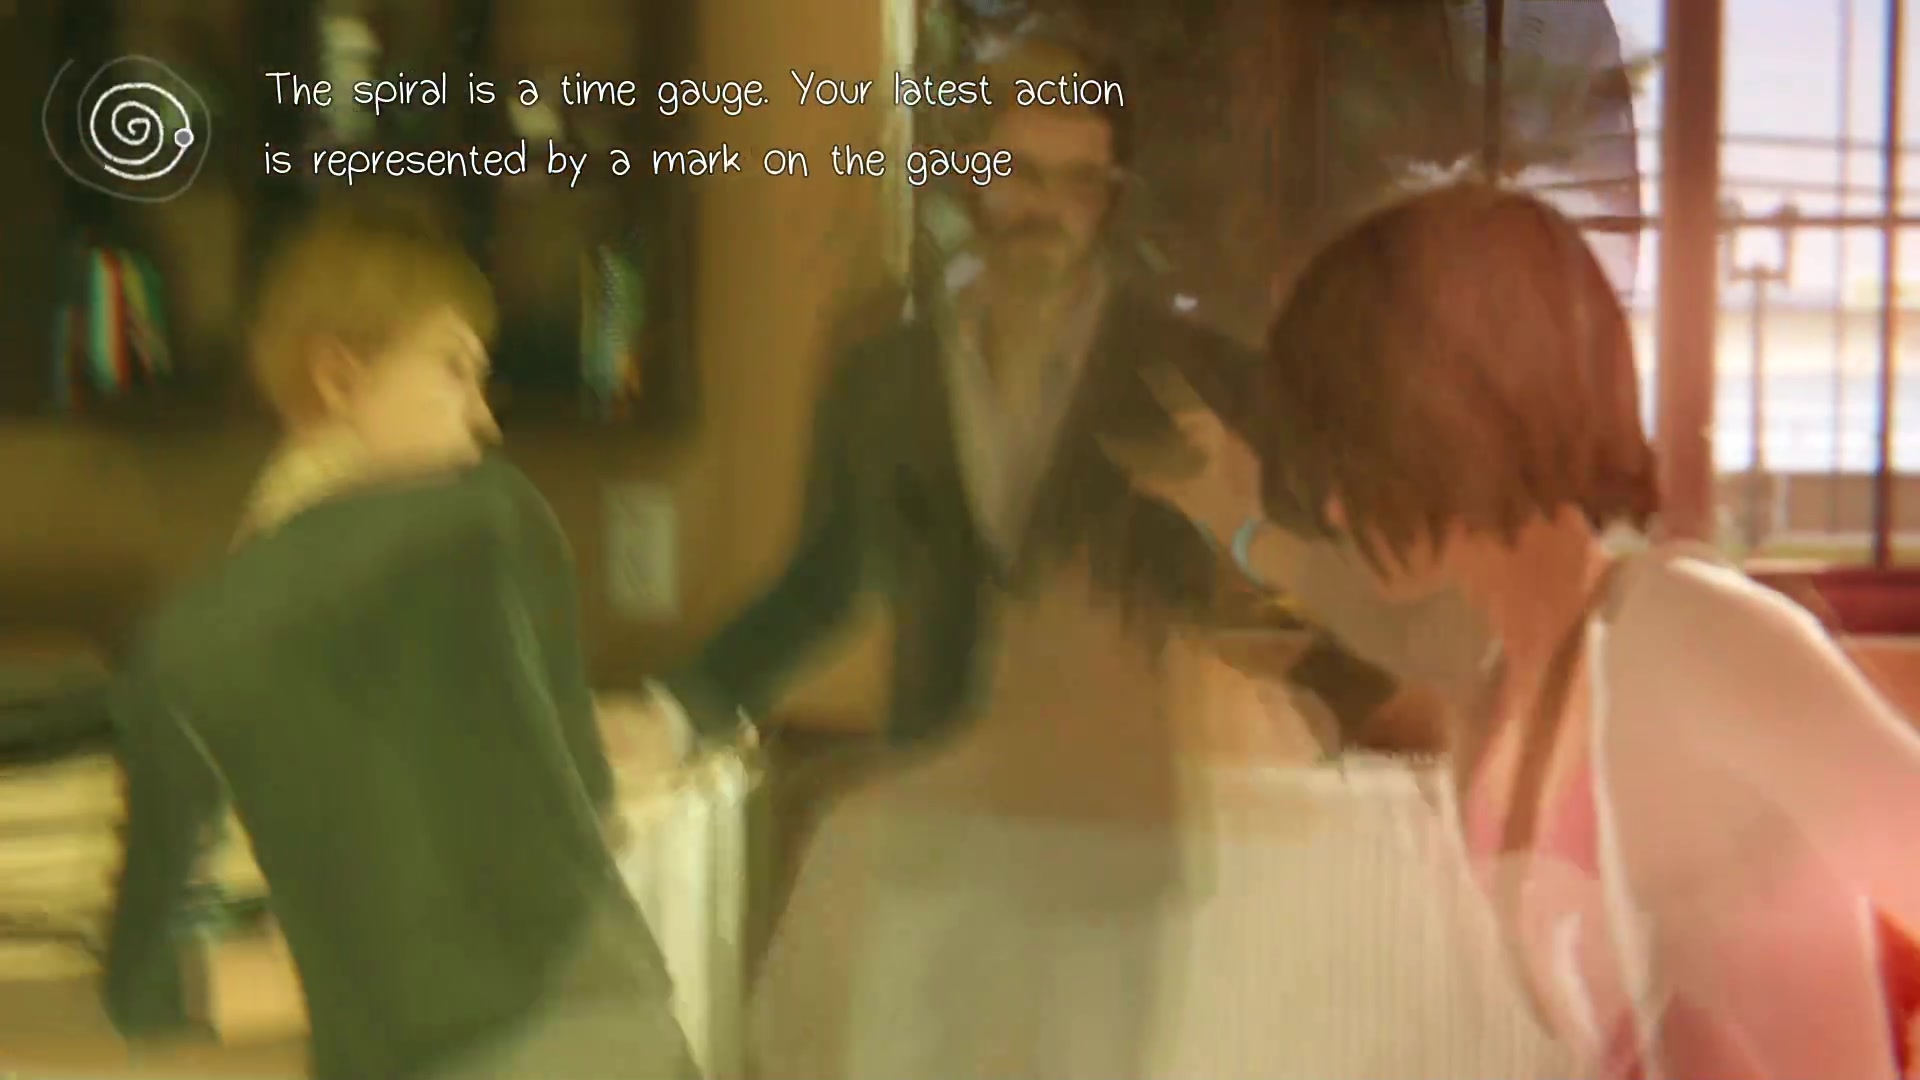 The spiral is a time gauge. Your latest action
is represented by a mark on the gauge